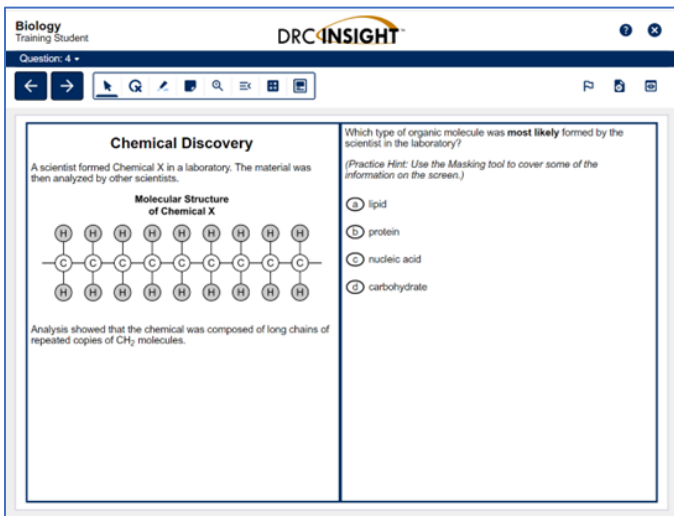 Biology
Training Student
DRC INSIGHT™
Question: 4
Chemical Discovery
A scientist formed Chemical X in a laboratory. The material was
then analyzed by other scientists.
Molecular Structure
of Chemical X
H H H H H H H H H
C C C C C C C C C
H H H H H H H H H
Analysis showed that the chemical was composed of long chains of
repeated copies of CH₂ molecules.
Which type of organic molecule was most likely formed by the
scientist in the laboratory?
(Practice Hint: Use the Masking tool to cover some of the
information on the screen.)
a lipid
b protein
c nucleic acid
d carbohydrate